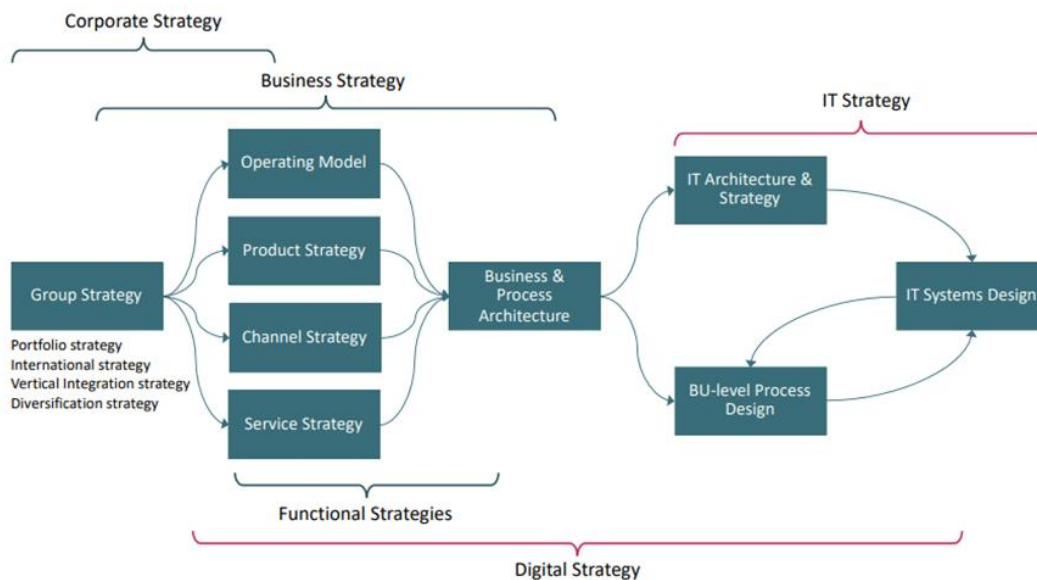 Corporate Strategy
Business Strategy
IT Strategy
Operating Model
IT Architecture &
Strategy
Product Strategy
Group Strategy
Business &
Process
Architecture
IT Systems Design
Portfolio strategy
International strategy
Vertical Integration strategy
Diversification strategy
Channel Strategy
BU-level Process
Design
Service Strategy
Functional Strategies
Digital Strategy